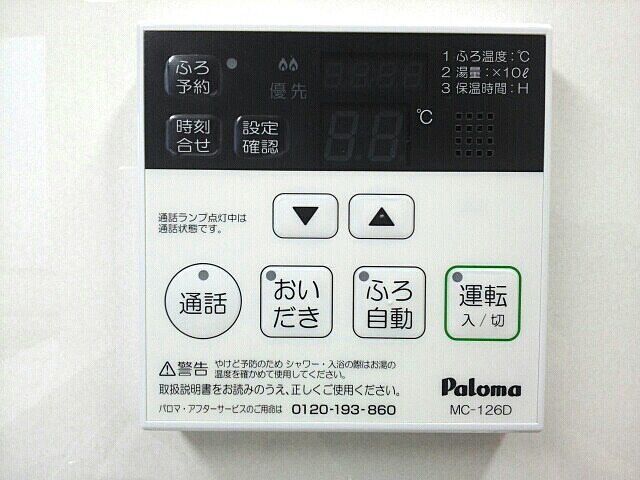 ふろ
予約
優先
1 ふろ温度:℃
2 湯量:×10ℓ
3 保温時間:H
時刻
合せ
設定
確認
℃
▼
▲
通話ランプ点灯中は
通話状態です。
通話
おい
だき
ふろ
自動
運転
入/切
⚠警告 やけど予防のため シャワー・入浴の際はお湯の
温度を確かめて使用してください。
取扱説明書をお読みのうえ、正しくご使用ください。
パロマ・アフターサービスのご用命は 0120-193-860
Paloma
MC-126D